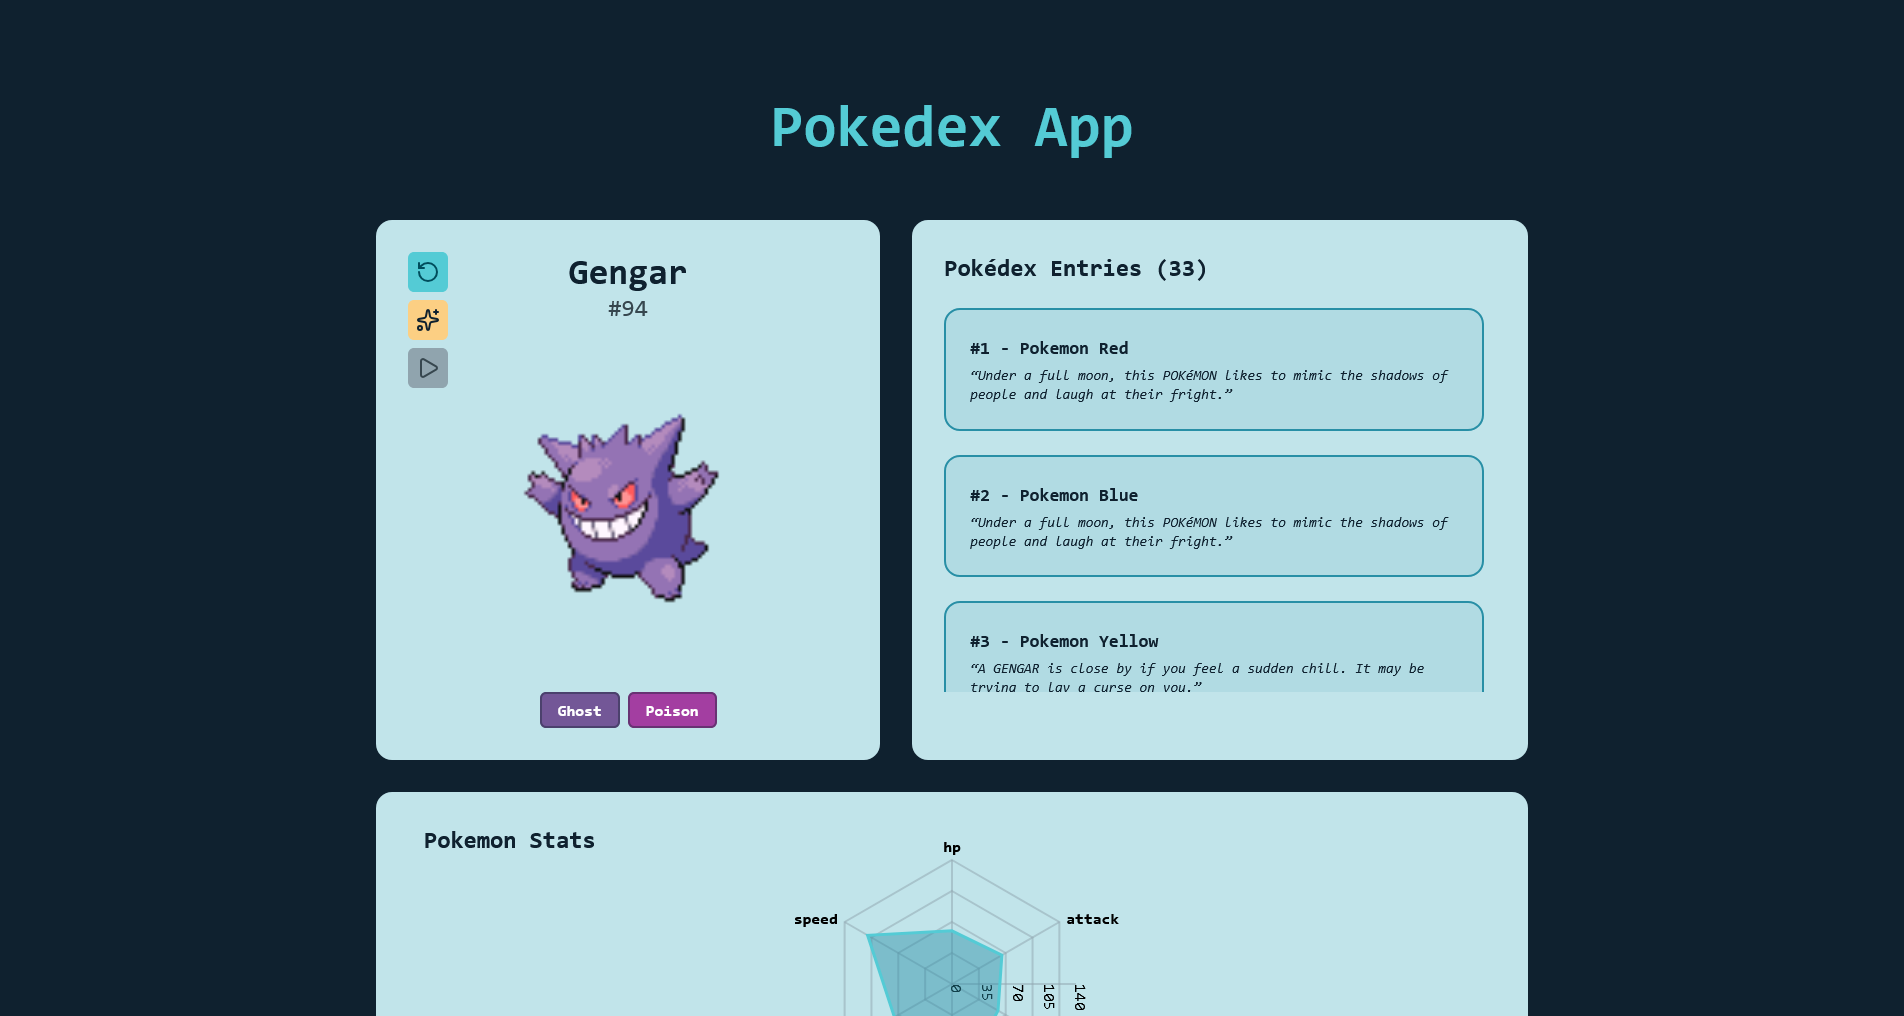 Pokedex App
Gengar
#94
Ghost
Poison
Pokédex Entries (33)
#1 - Pokemon Red
“Under a full moon, this POKéMON likes to mimic the shadows of
people and laugh at their fright.”
#2 - Pokemon Blue
“Under a full moon, this POKéMON likes to mimic the shadows of
people and laugh at their fright.”
#3 - Pokemon Yellow
“A GENGAR is close by if you feel a sudden chill. It may be
trying to lay a curse on you.”
Pokemon Stats
hp
speed
attack
0
35
70
105
140